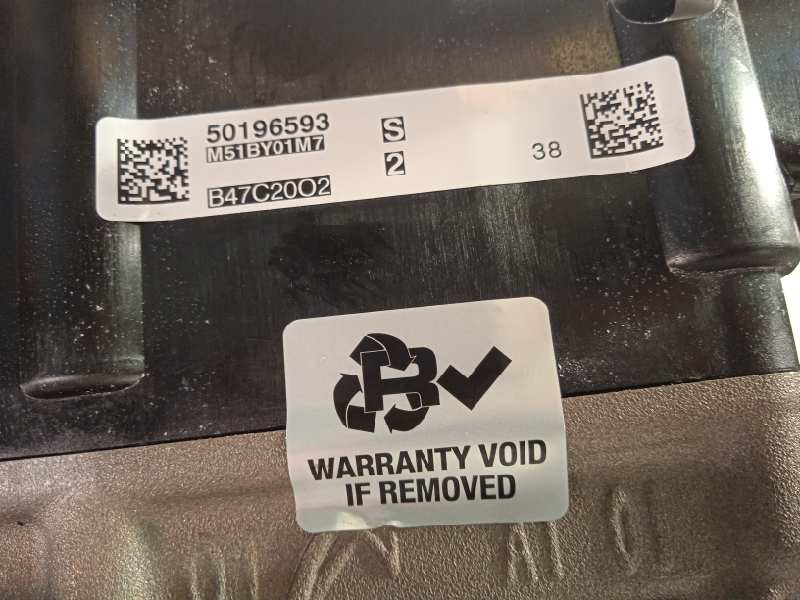 50196593
M51BY01M7
B47C20O2
S
2
38
R
WARRANTY VOID
IF REMOVED